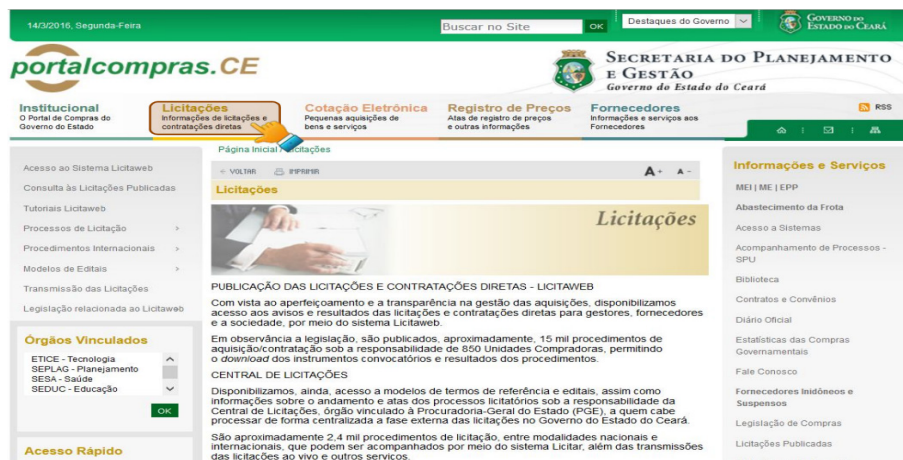 14/3/2016, Segunda-Feira
Buscar no Site
OK
Destaques do Governo
GOVERNO DO
ESTADO DO CEARÁ
portalcompras.CE
SECRETARIA DO PLANEJAMENTO
E GESTÃO
Governo do Estado do Ceará
Institucional
O Portal de Compras do
Governo do Estado
Licitações
Informações de licitações e
contratações diretas
Cotação Eletrônica
Pequenas aquisições de
bens e serviços
Registro de Preços
Atas de registro de preços
e outras informações
Fornecedores
Informações e serviços aos
Fornecedores
RSS
Acesso ao Sistema Licitaweb
Consulta às Licitações Publicadas
Tutoriais Licitaweb
Processos de Licitação >
Procedimentos Internacionais >
Modelos de Editais >
Transmissão das Licitações
Legislação relacionada ao Licitaweb
Órgãos Vinculados
ETICE - Tecnologia
SEPLAG - Planejamento
SESA - Saúde
SEDUC - Educação
OK
Acesso Rápido
Página Inicial / Licitações
VOLTAR IMPRIMIR A+ A-
Licitações
Licitações
PUBLICAÇÃO DAS LICITAÇÕES E CONTRATAÇÕES DIRETAS - LICITAWEB
Com vista ao aperfeiçoamento e a transparência na gestão das aquisições, disponibilizamos
acesso aos avisos e resultados das licitações e contratações diretas para gestores, fornecedores
e a sociedade, por meio do sistema Licitaweb.
Em observância a legislação, são publicados, aproximadamente, 15 mil procedimentos de
aquisição/contratação sob a responsabilidade de 850 Unidades Compradoras, permitindo
o download dos instrumentos convocatórios e resultados dos procedimentos.
CENTRAL DE LICITAÇÕES
Disponibilizamos, ainda, acesso a modelos de termos de referência e editais, assim como
informações sobre o andamento e atas dos processos licitatórios sob a responsabilidade da
Central de Licitações, órgão vinculado à Procuradoria-Geral do Estado (PGE), a quem cabe
processar de forma centralizada a fase externa das licitações no Governo do Estado do Ceará.
São aproximadamente 2,4 mil procedimentos de licitação, entre modalidades nacionais e
internacionais, que podem ser acompanhados por meio do sistema Licitar, além das transmissões
das licitações ao vivo e outros serviços.
Informações e Serviços
MEI | ME | EPP
Abastecimento da Frota
Acesso a Sistemas
Acompanhamento de Processos -
SPU
Biblioteca
Contratos e Convênios
Diário Oficial
Estatísticas das Compras
Governamentais
Fale Conosco
Fornecedores Inidôneos e
Suspensos
Legislação de Compras
Licitações Publicadas